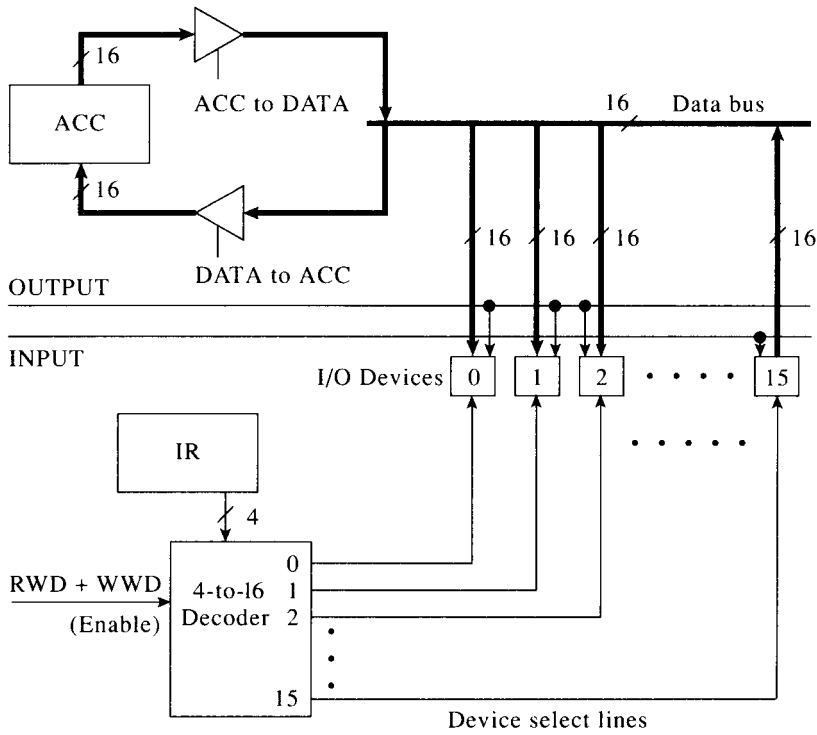 16
ACC to DATA
ACC
16 Data bus
16
DATA to ACC
16 16 16 16
OUTPUT
INPUT
I/O Devices 0 1 2 15
IR
4
RWD + WWD
(Enable)
4-to-16
Decoder
0
1
2
15
Device select lines